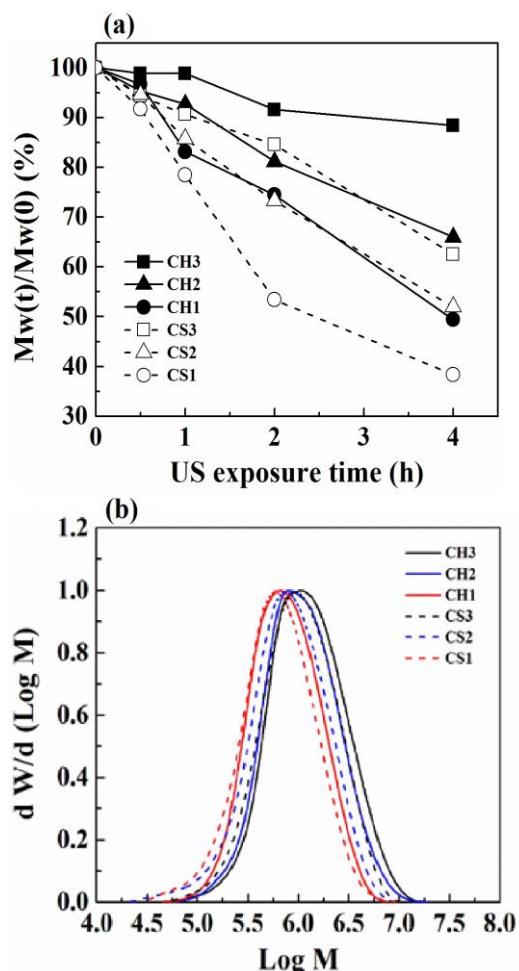 (a)
Mw(t)/Mw(0) (%)
100
90
80
70
60
50
40
30
CH3
CH2
CH1
CS3
CS2
CS1
0
1
2
3
4
US exposure time (h)
(b)
d W/d (Log M)
1.2
1.0
0.8
0.6
0.4
0.2
0.0
CH3
CH2
CH1
CS3
CS2
CS1
4.0 4.5 5.0 5.5 6.0 6.5 7.0 7.5 8.0
Log M